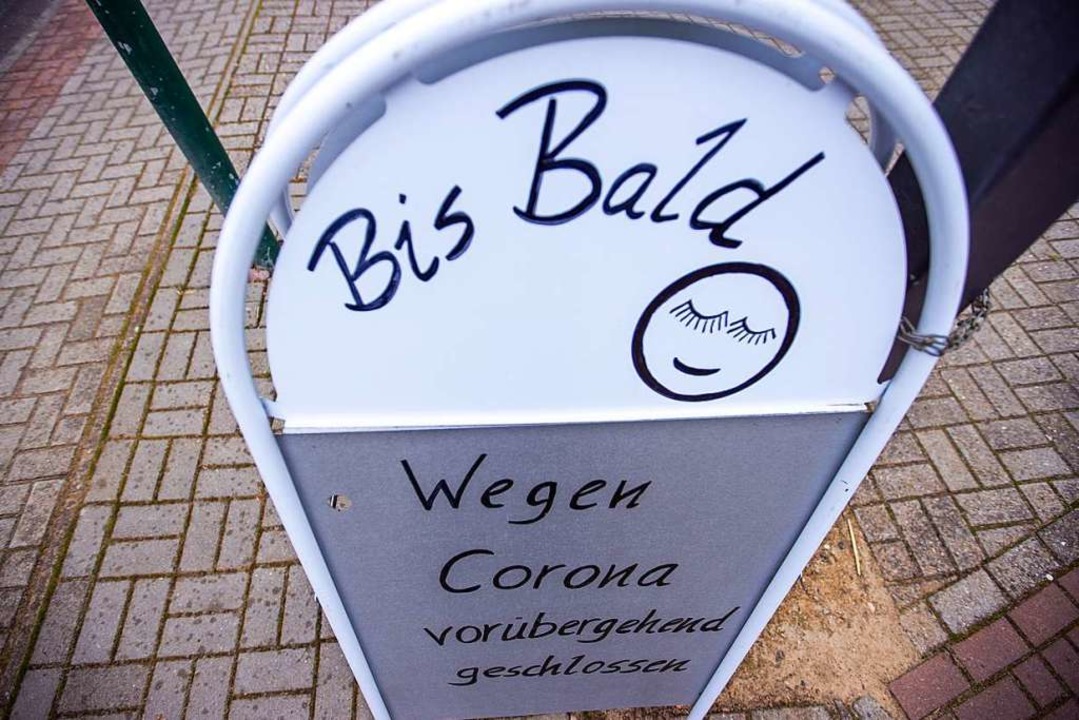 Bis Bald
Wegen
Corona
vorübergehend
geschlossen